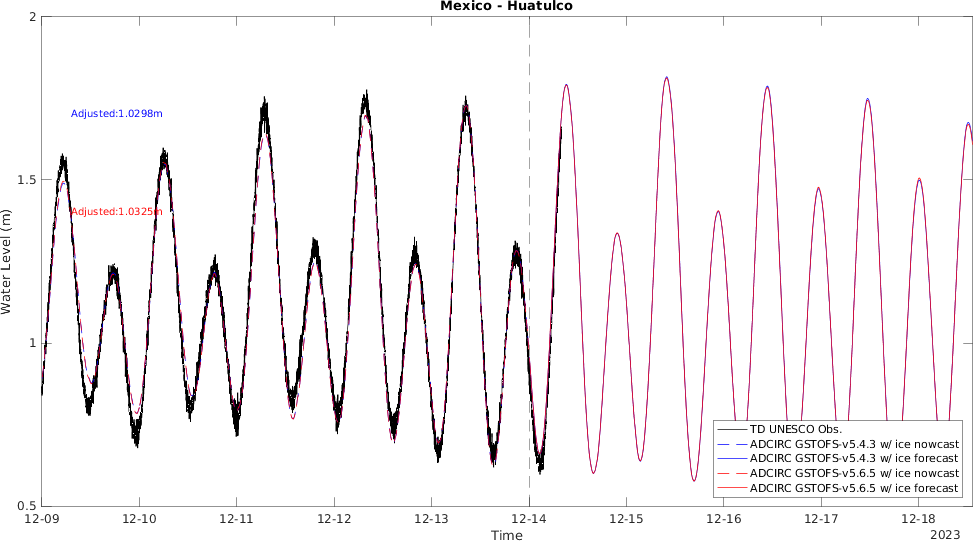 Mexico - Huatulco
2
1.5
1
0.5
Water Level (m)
Adjusted:1.0298m
Adjusted:1.0325m
TD UNESCO Obs.
ADCIRC GSTOFS-v5.4.3 w/ ice nowcast
ADCIRC GSTOFS-v5.4.3 w/ ice forecast
ADCIRC GSTOFS-v5.6.5 w/ ice nowcast
ADCIRC GSTOFS-v5.6.5 w/ ice forecast
12-09 12-10 12-11 12-12 12-13 12-14 12-15 12-16 12-17 12-18
Time
2023